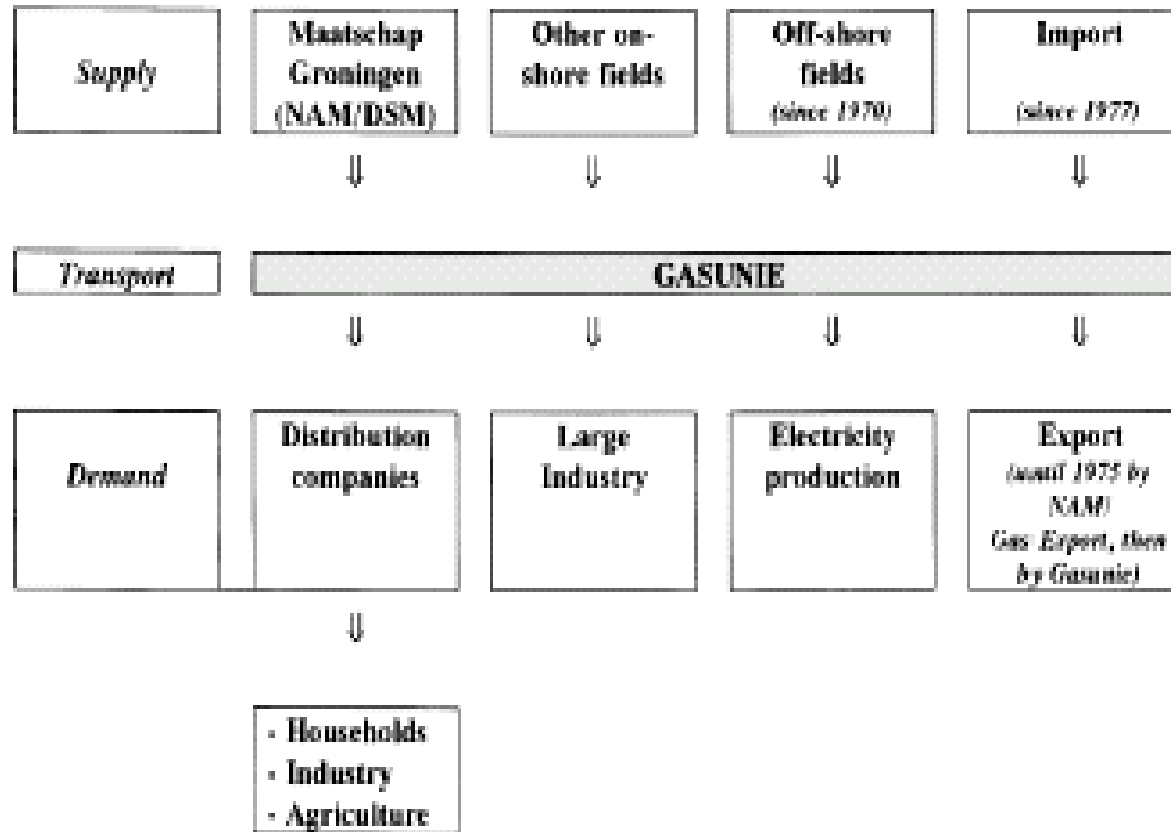 Supply
Maatschap
Groningen
(NAM/DSM)
Other on-
shore fields
Off-shore
fields
(since 1970)
Import
(since 1977)
Transport
GASUNIE
Demand
Distribution
companies
Large
Industry
Electricity
production
Export
(until 1975 by
NAM)
Gas Export, then
by Gasunie)
- Households
- Industry
- Agriculture